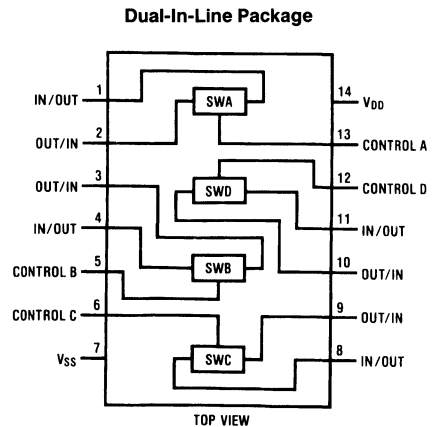 Dual-In-Line Package
IN/OUT 1
SWA
14 VDD
OUT/IN 2
13 CONTROL A
OUT/IN 3
SWD
12 CONTROL D
IN/OUT 4
11 IN/OUT
CONTROL B 5
SWB
10 OUT/IN
CONTROL C 6
9 OUT/IN
VSS 7
SWC
8 IN/OUT
TOP VIEW